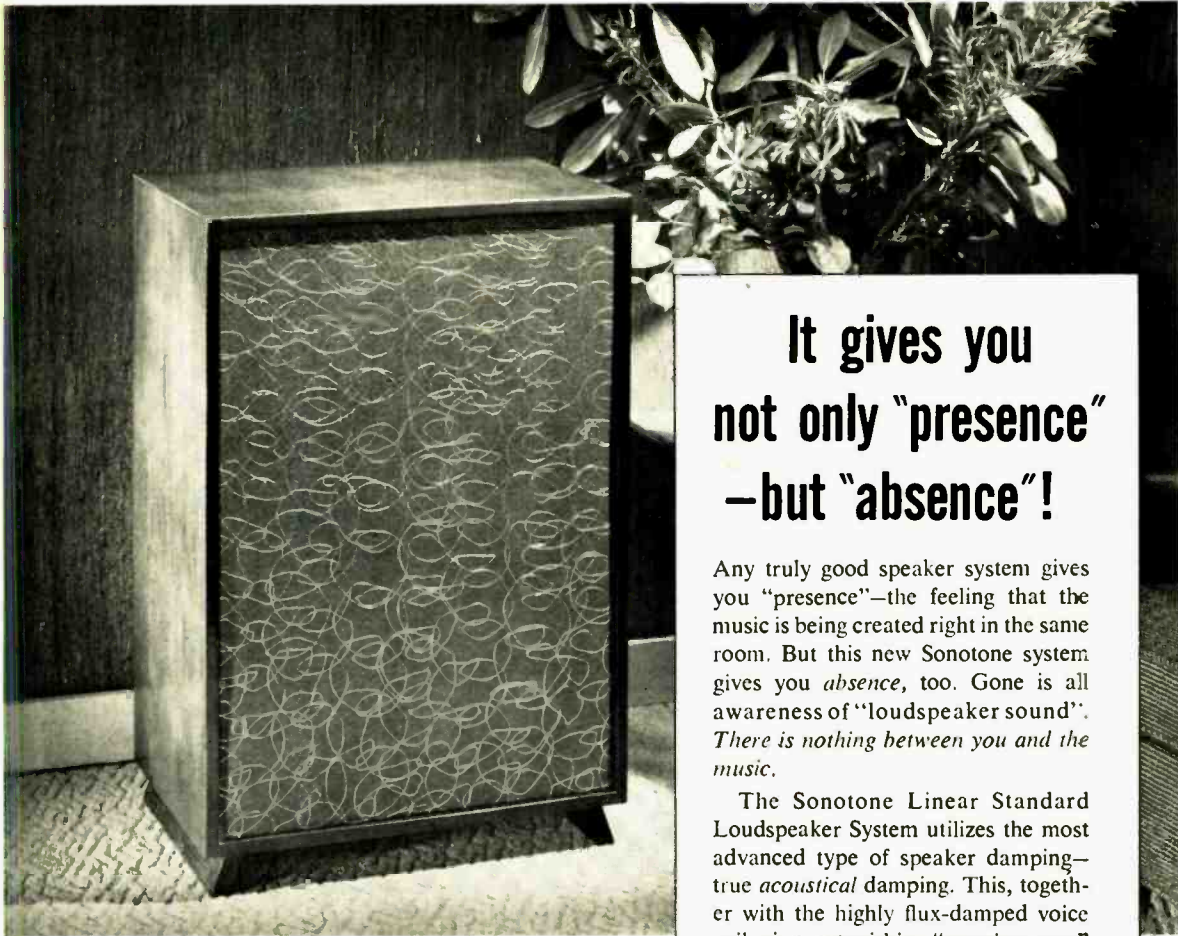 It gives you
not only "presence"
—but "absence"!
Any truly good speaker system gives
you "presence"—the feeling that the
music is being created right in the same
room. But this new Sonotone system
gives you absence, too. Gone is all
awareness of "loudspeaker sound".
There is nothing between you and the
music.
The Sonotone Linear Standard
Loudspeaker System utilizes the most
advanced type of speaker damping—
true acoustical damping. This, togeth-
er with the highly flux-damped voice